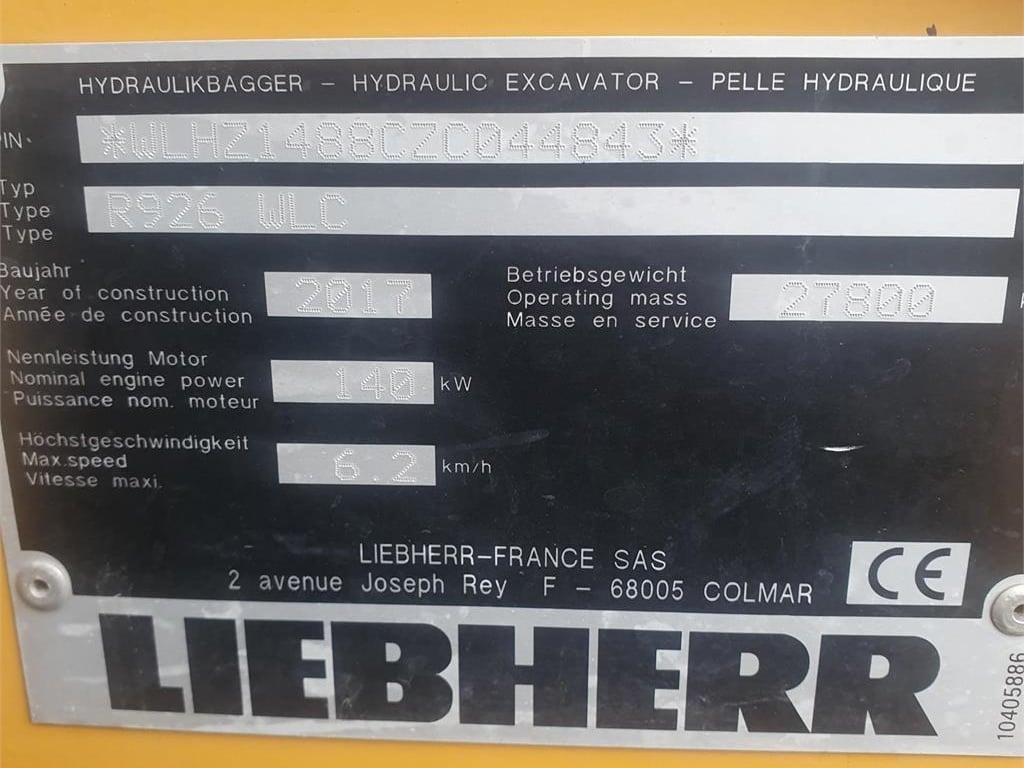 HYDRAULIKBAGGER – HYDRAULIC EXCAVATOR – PELLE HYDRAULIQUE
PIN· *WLHZ1488CZC044843*
Typ
Type R926 WLC
Type
Baujahr
Year of construction 2017
Année de construction
Betriebsgewicht
Operating mass 27800
Masse en service
Nennleistung Motor
Nominal engine power 140 kW
Puissance nom. moteur
Höchstgeschwindigkeit
Max.speed 6.2 km/h
Vitesse maxi.
LIEBHERR–FRANCE SAS
2 avenue Joseph Rey F – 68005 COLMAR
CE
LIEBHERR
10405886